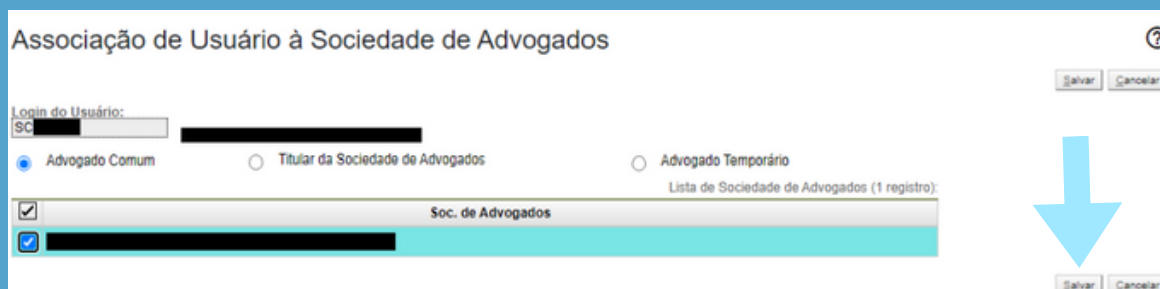 Associação de Usuário à Sociedade de Advogados
Salvar Cancelar
Login do Usuário:
SC
Advogado Comum Titular da Sociedade de Advogados Advogado Temporário
Lista de Sociedade de Advogados (1 registro):
Soc. de Advogados
Salvar Cancelar